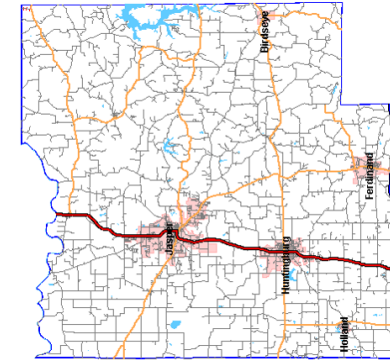 Birdseye
Ferdinand
Jasper
Huntingburg
Holland